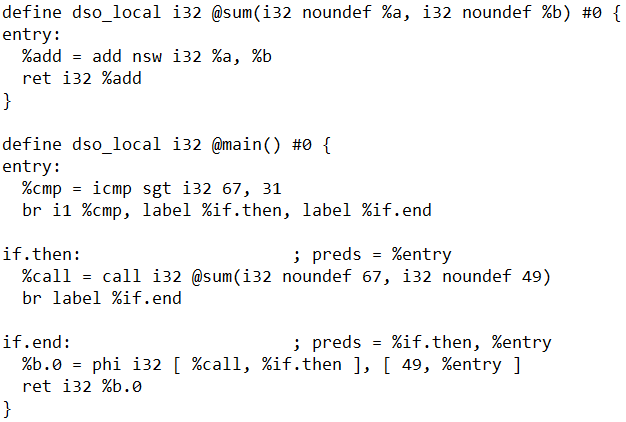 define dso_local i32 @sum(i32 noundef %a, i32 noundef %b) #0 {
entry:
  %add = add nsw i32 %a, %b
  ret i32 %add
}

define dso_local i32 @main() #0 {
entry:
  %cmp = icmp sgt i32 67, 31
  br i1 %cmp, label %if.then, label %if.end

if.then:                     ; preds = %entry
  %call = call i32 @sum(i32 noundef 67, i32 noundef 49)
  br label %if.end

if.end:                      ; preds = %if.then, %entry
  %b.0 = phi i32 [ %call, %if.then ], [ 49, %entry ]
  ret i32 %b.0
}